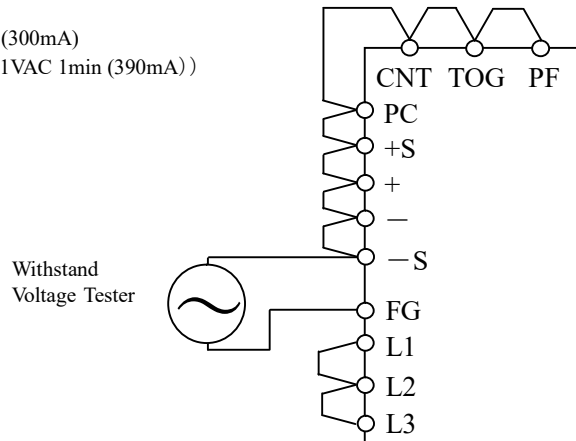 (300mA)
1VAC 1min (390mA))
CNT TOG PF
PC
+S
+
−
−S
Withstand
Voltage Tester
FG
L1
L2
L3